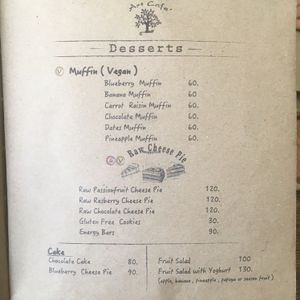 Art Cafe'
Desserts
V Muffin ( Vegan )
Blueberry Muffin 60.
Banana Muffin 60.
Carrot Raisin Muffin 60.
Chocolate Muffin 60.
Dates Muffin 60.
Pineapple Muffin 60.
V Raw Cheese Pie
Raw Passionfruit Cheese Pie 120.
Raw Rasberry Cheese Pie 120.
Raw Chocolate Cheese Pie 120.
Gluten Free Cookies 80.
Energy Bars 90.
Cake
Chocolate Cake 80.
Blueberry Cheese Pie 90.
Fruit Salad 100
Fruit Salad with Yoghurt 130.
(apple, banana, pineapple, papaya or season fruit)